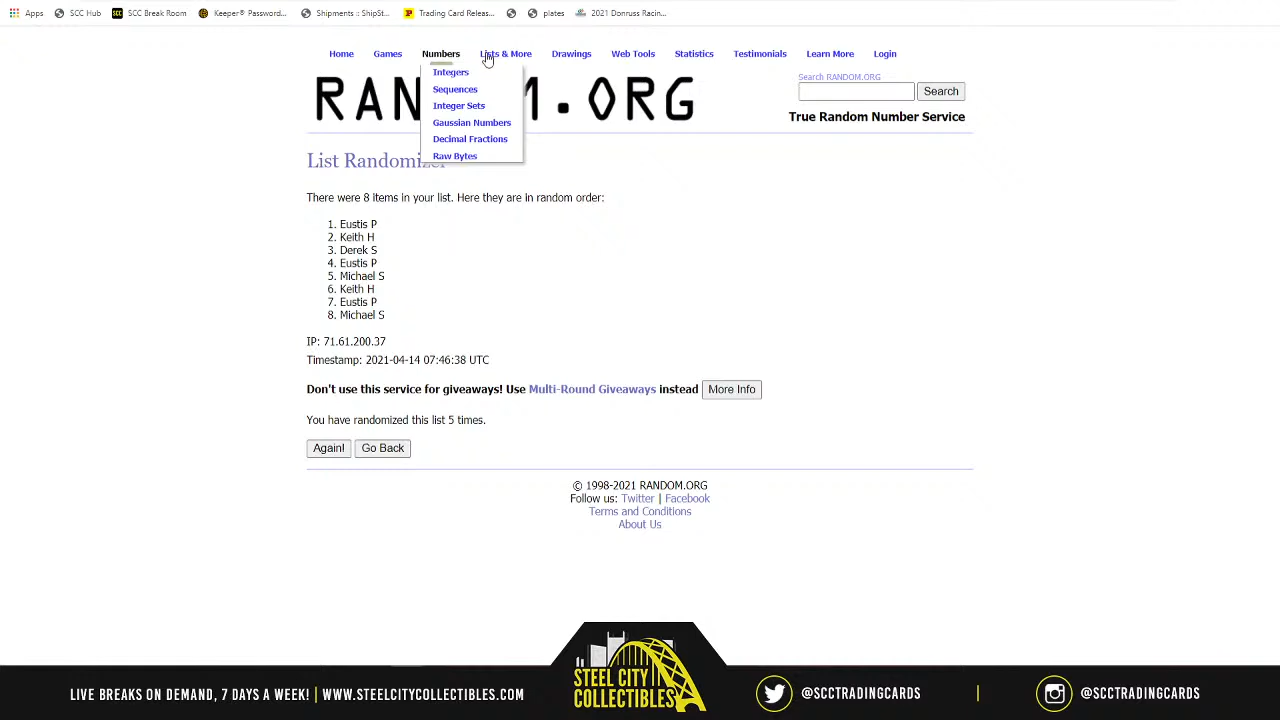 Apps SCC Hub SCC Break Room Keeper® Password... Shipments :: ShipSt... Trading Card Releas... plates 2021 Donruss Racin...
Home Games Numbers Lists & More Drawings Web Tools Statistics Testimonials Learn More Login
Integers
Sequences
Integer Sets
Gaussian Numbers
Decimal Fractions
Raw Bytes
RANDOM.ORG
Search RANDOM.ORG
Search
True Random Number Service
List Randomizer
There were 8 items in your list. Here they are in random order:
1. Eustis P
2. Keith H
3. Derek S
4. Eustis P
5. Michael S
6. Keith H
7. Eustis P
8. Michael S
IP: 71.61.200.37
Timestamp: 2021-04-14 07:46:38 UTC
Don't use this service for giveaways! Use Multi-Round Giveaways instead More Info
You have randomized this list 5 times.
Again! Go Back
© 1998-2021 RANDOM.ORG
Follow us: Twitter | Facebook
Terms and Conditions
About Us
LIVE BREAKS ON DEMAND, 7 DAYS A WEEK! | WWW.STEELCITYCOLLECTIBLES.COM
STEEL CITY
COLLECTIBLES
@SCCTRADINGCARDS | @SCCTRADINGCARDS